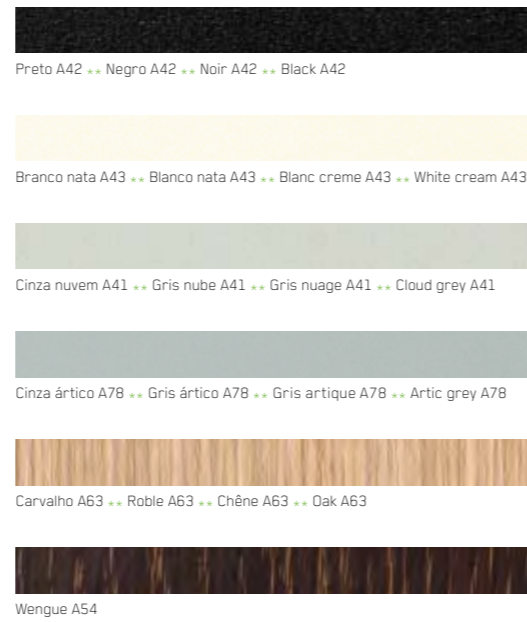 Preto A42 ** Negro A42 ** Noir A42 ** Black A42
Branco nata A43 ** Blanco nata A43 ** Blanc creme A43 ** White cream A43
Cinza nuvem A41 ** Gris nube A41 ** Gris nuage A41 ** Cloud grey A41
Cinza ártico A78 ** Gris ártico A78 ** Gris artique A78 ** Artic grey A78
Carvalho A63 ** Roble A63 ** Chêne A63 ** Oak A63
Wengue A54